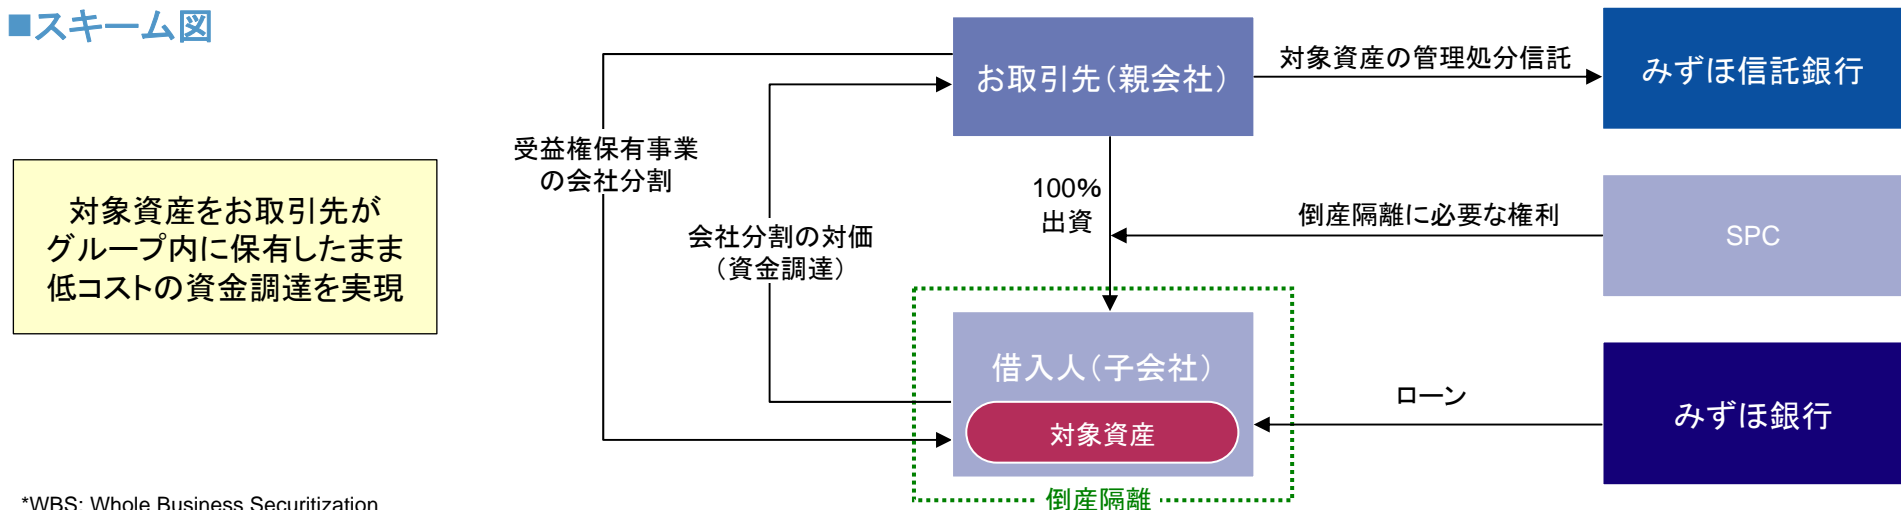 ■スキーム図
対象資産をお取引先が
グループ内に保有したまま
低コストの資金調達を実現
お取引先（親会社）
対象資産の管理処分信託
みずほ信託銀行
受益権保有事業
の会社分割
会社分割の対価
（資金調達）
100%
出資
倒産隔離に必要な権利
SPC
借入人（子会社）
対象資産
ローン
みずほ銀行
倒産隔離
*WBS: Whole Business Securitization